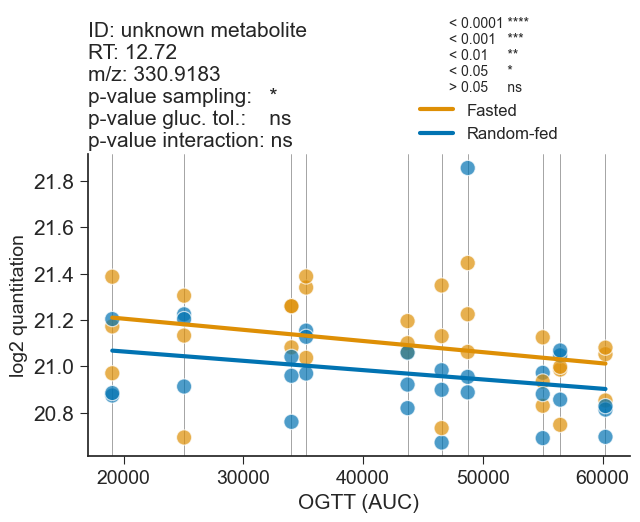 ID: unknown metabolite
RT: 12.72
m/z: 330.9183
p-value sampling: *
p-value gluc. tol.: ns
p-value interaction: ns
< 0.0001 ****
< 0.001 ***
< 0.01 **
< 0.05 *
> 0.05 ns
Fasted
Random-fed
log2 quantitation
21.8
21.6
21.4
21.2
21.0
20.8
20000 30000 40000 50000 60000
OGTT (AUC)